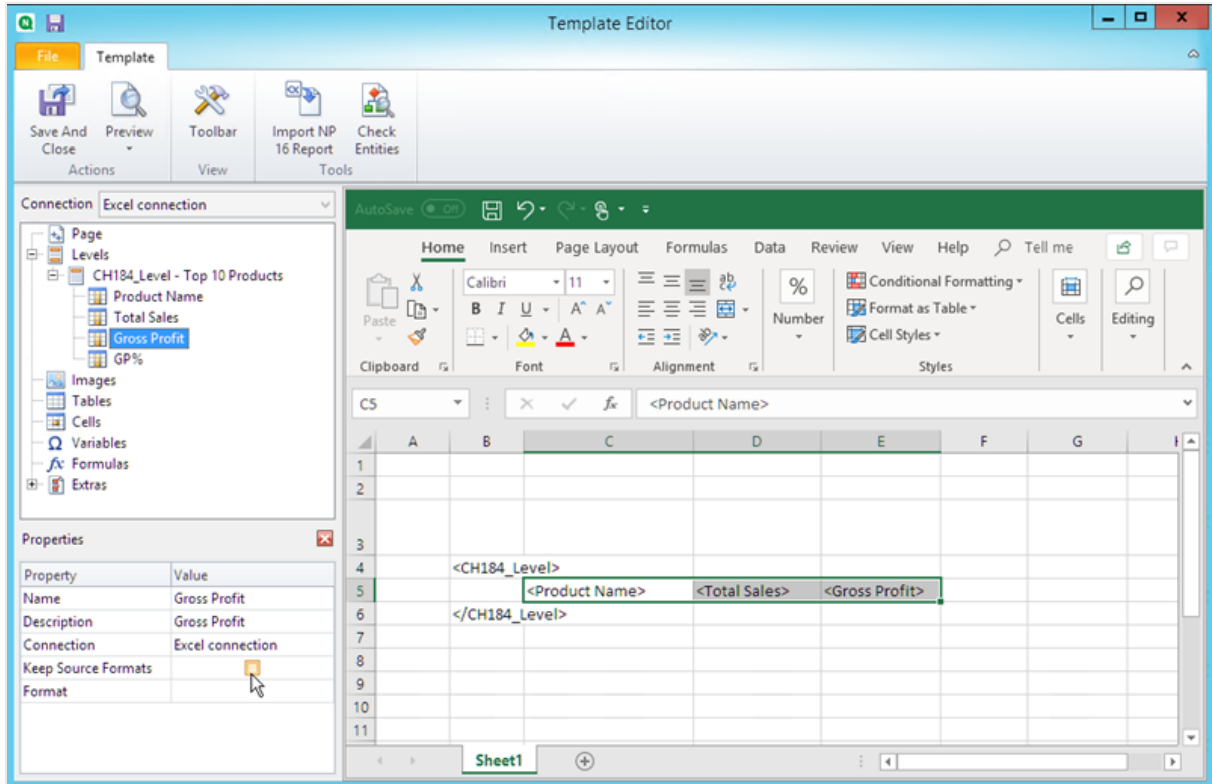 Template Editor
File Template
Save And Close Preview Toolbar Import NP 16 Report Check Entities
Actions View Tools
Connection Excel connection
Page
Levels
CH184_Level - Top 10 Products
Product Name
Total Sales
Gross Profit
GP%
Images
Tables
Cells
Variables
Formulas
Extras
Properties
Property Value
Name Gross Profit
Description Gross Profit
Connection Excel connection
Keep Source Formats
Format
AutoSave Off
Home Insert Page Layout Formulas Data Review View Help Tell me
Paste Calibri 11 B I U A A A ab % Number Conditional Formatting Format as Table Cell Styles Cells Editing
Clipboard Font Alignment Styles
C5 fx <Product Name>
A B C D E F G
1
2
3
4 <CH184_Level>
5 <Product Name> <Total Sales> <Gross Profit>
6 </CH184_Level>
7
8
9
10
11
Sheet1